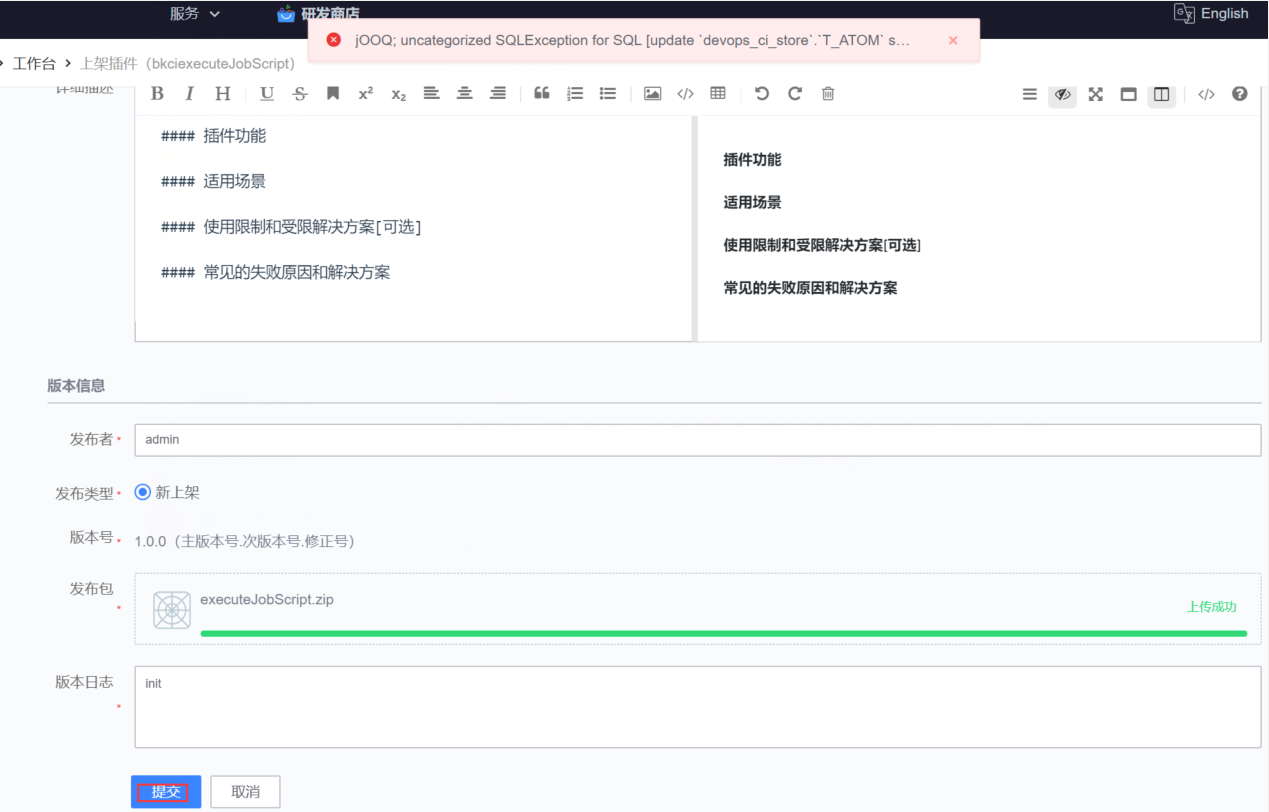 服务
研发商店
English
jOOQ; uncategorized SQLException for SQL [update `devops_ci_store`.`T_ATOM` s...
工作台 > 上架插件（bkciexecuteJobScript）
详细描述
#### 插件功能
#### 适用场景
#### 使用限制和受限解决方案[可选]
#### 常见的失败原因和解决方案
插件功能
适用场景
使用限制和受限解决方案[可选]
常见的失败原因和解决方案
版本信息
发布者 * admin
发布类型 * 新上架
版本号 * 1.0.0（主版本号.次版本号.修正号）
发布包 *
executeJobScript.zip
上传成功
版本日志 *
init
提交
取消